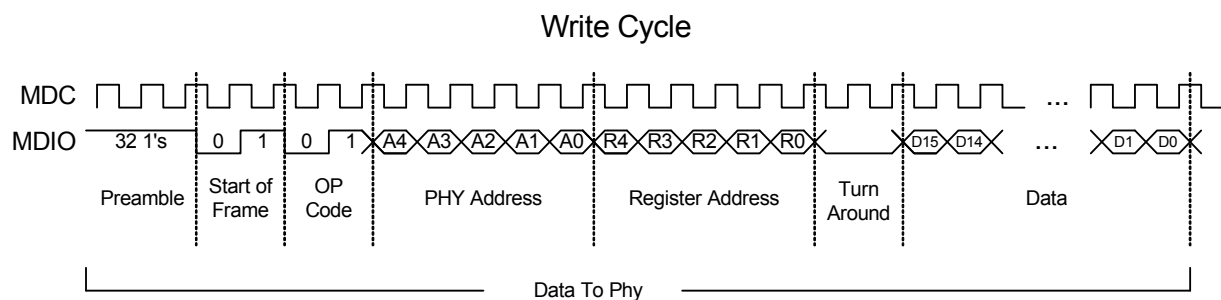 Write Cycle
MDC ...
MDIO 32 1's 0 1 0 1 A4 A3 A2 A1 A0 R4 R3 R2 R1 R0 D15 D14 ... D1 D0
Preamble Start of Frame OP Code PHY Address Register Address Turn Around Data
Data To Phy